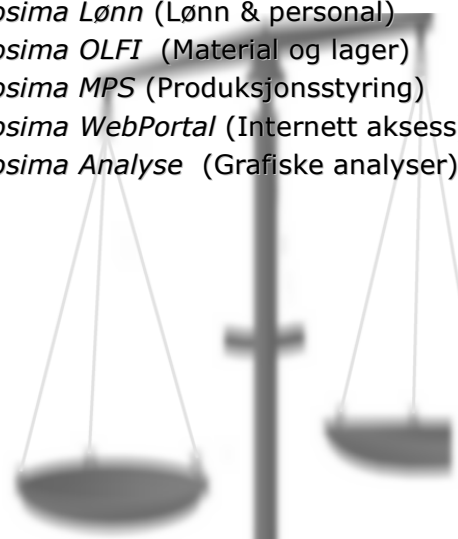 osima Lønn (Lønn & personal)
osima OLFI (Material og lager)
osima MPS (Produksjonsstyring)
osima WebPortal (Internett aksess
osima Analyse (Grafiske analyser)